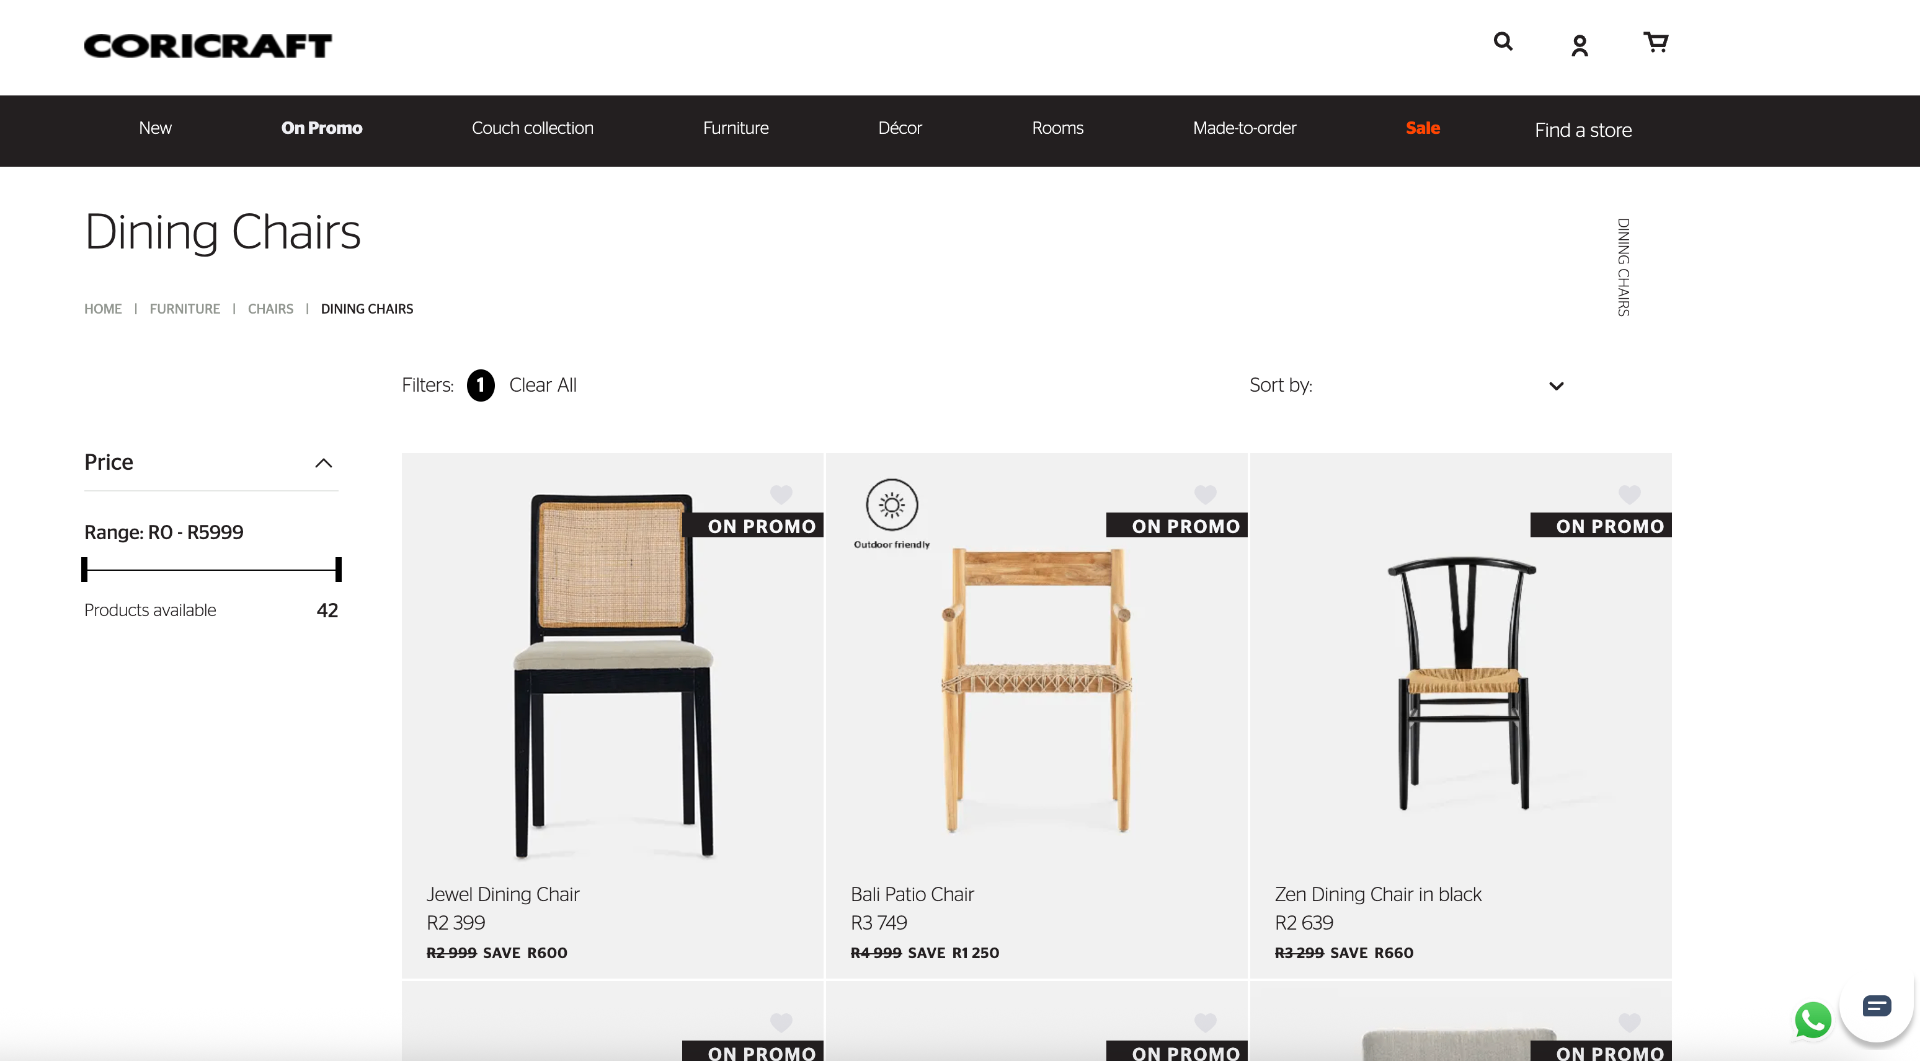 CORICRAFT
New
On Promo
Couch collection
Furniture
Décor
Rooms
Made-to-order
Sale
Find a store
Dining Chairs
DINING CHAIRS
HOME | FURNITURE | CHAIRS | DINING CHAIRS
Filters: 1 Clear All
Sort by:
Price
Range: R0 - R5999
Products available 42
ON PROMO
Jewel Dining Chair
R2 399
R2 999 SAVE R600
Outdoor friendly
ON PROMO
Bali Patio Chair
R3 749
R4 999 SAVE R1 250
ON PROMO
Zen Dining Chair in black
R2 639
R3 299 SAVE R660
ON PROMO
ON PROMO
ON PROMO